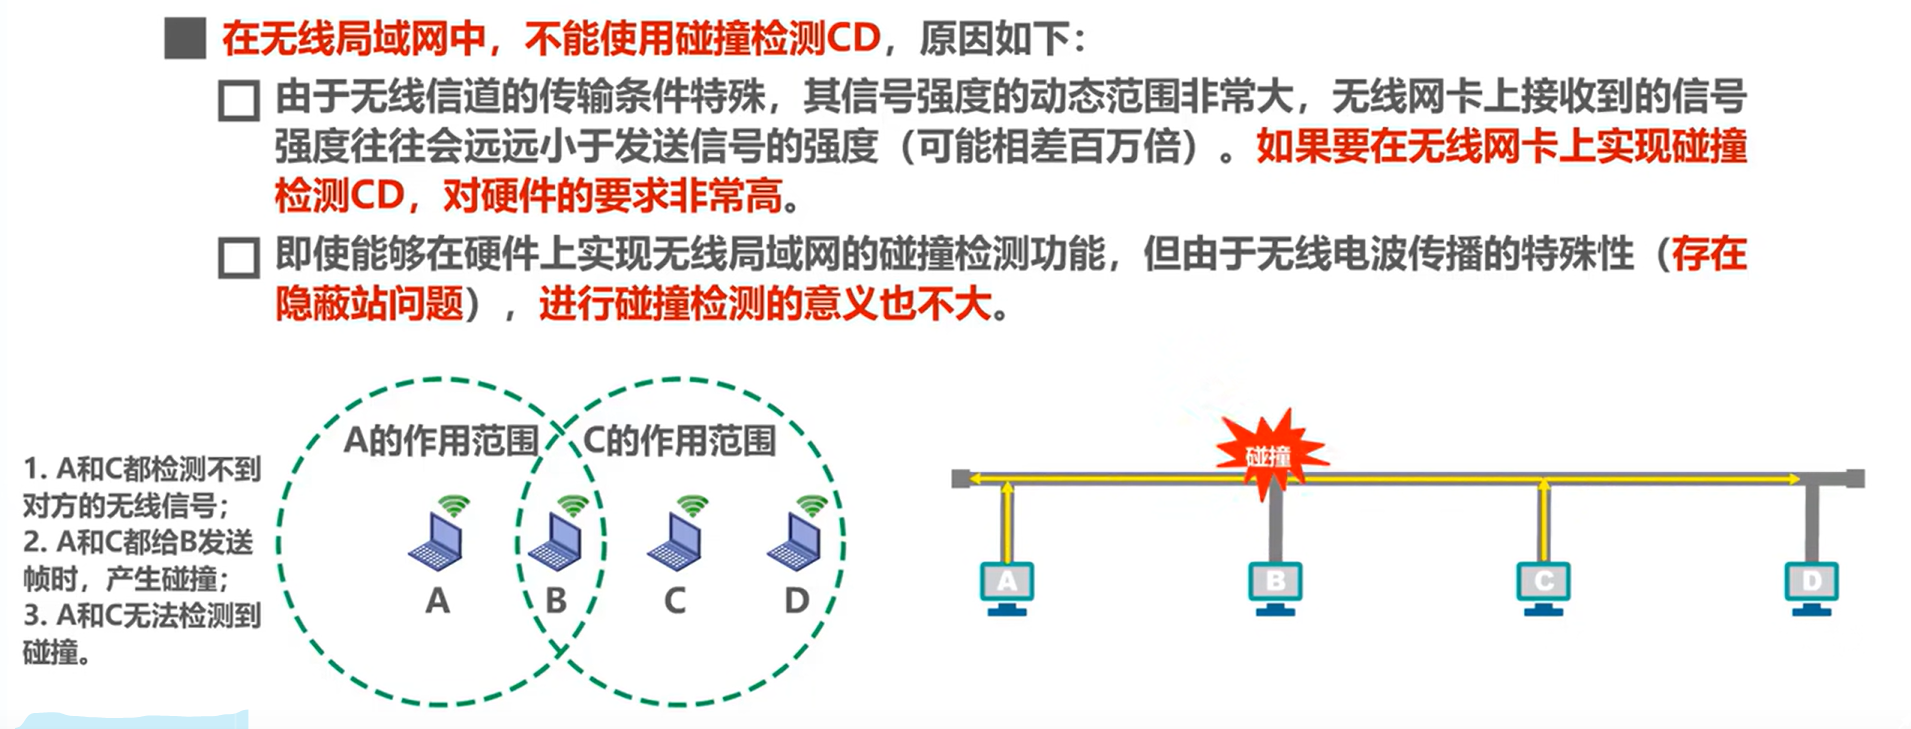 在无线局域网中，不能使用碰撞检测CD，原因如下：
由于无线信道的传输条件特殊，其信号强度的动态范围非常大，无线网卡上接收到的信号
强度往往会远远小于发送信号的强度（可能相差百万倍）。如果要在无线网卡上实现碰撞
检测CD，对硬件的要求非常高。
即使能够在硬件上实现无线局域网的碰撞检测功能，但由于无线电波传播的特殊性（存在
隐蔽站问题），进行碰撞检测的意义也不大。
1. A和C都检测不到
对方的无线信号；
2. A和C都给B发送
帧时，产生碰撞；
3. A和C无法检测到
碰撞。
A的作用范围
C的作用范围
A
B
C
D
碰撞
A
B
C
D